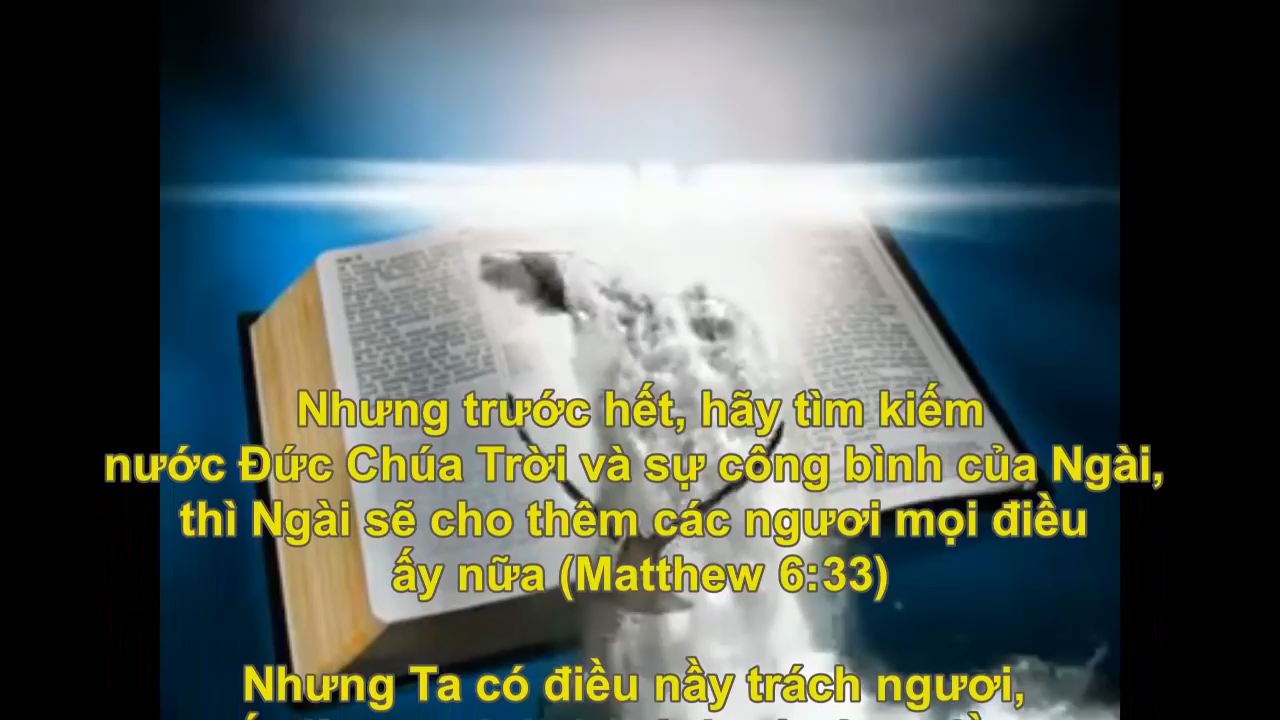 Nhưng trước hết, hãy tìm kiếm
nước Đức Chúa Trời và sự công bình của Ngài,
thì Ngài sẽ cho thêm các ngươi mọi điều
ấy nữa (Matthew 6:33)
Nhưng Ta có điều nầy trách ngươi,